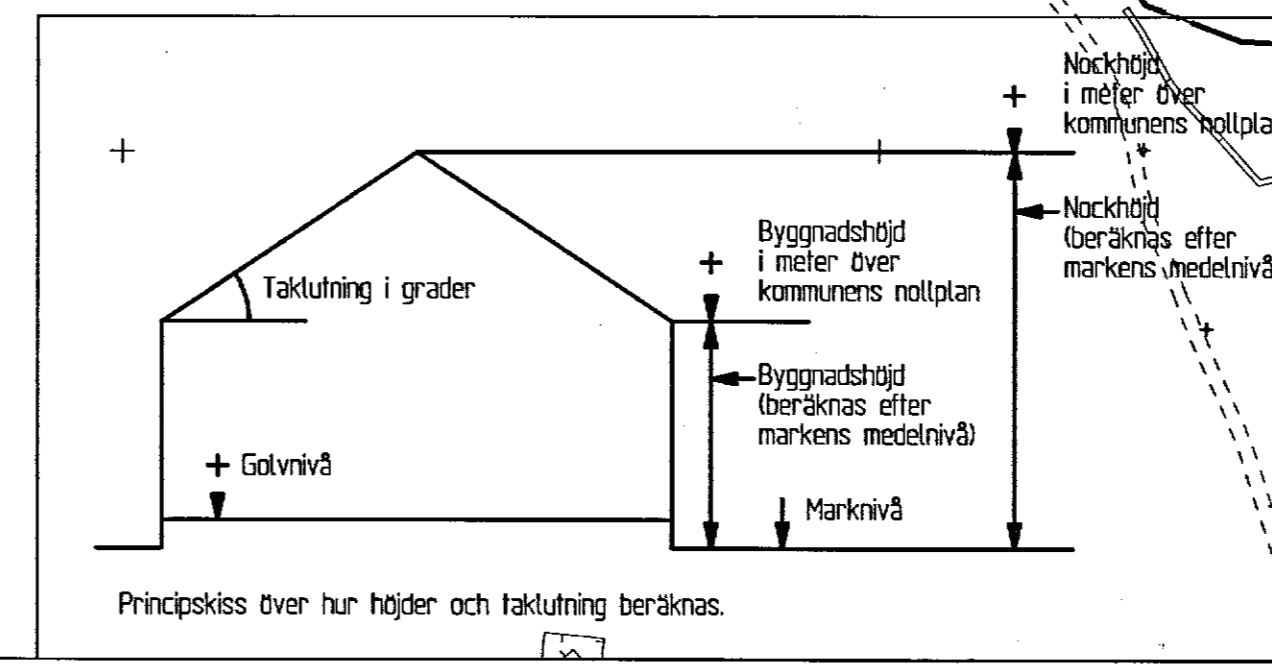 Nockhöjd
i meter över
kommunens nollpla
Nockhöjd
(beräknas efter
markens medelnivå
Byggnadshöjd
i meter över
kommunens nollplan
Taklutning i grader
Byggnadshöjd
(beräknas efter
markens medelnivå)
Golvnivå
Marknivå
Principskiss över hur höjder och taklutning beräknas.